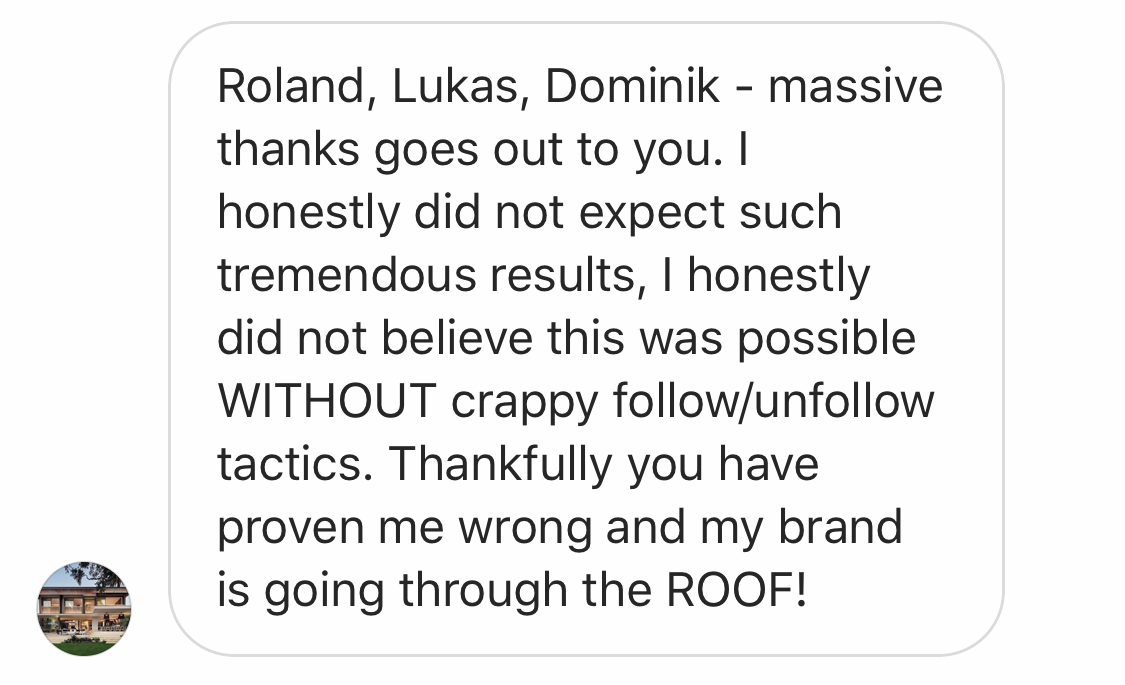 Roland, Lukas, Dominik - massive
thanks goes out to you. I
honestly did not expect such
tremendous results, I honestly
did not believe this was possible
WITHOUT crappy follow/unfollow
tactics. Thankfully you have
proven me wrong and my brand
is going through the ROOF!